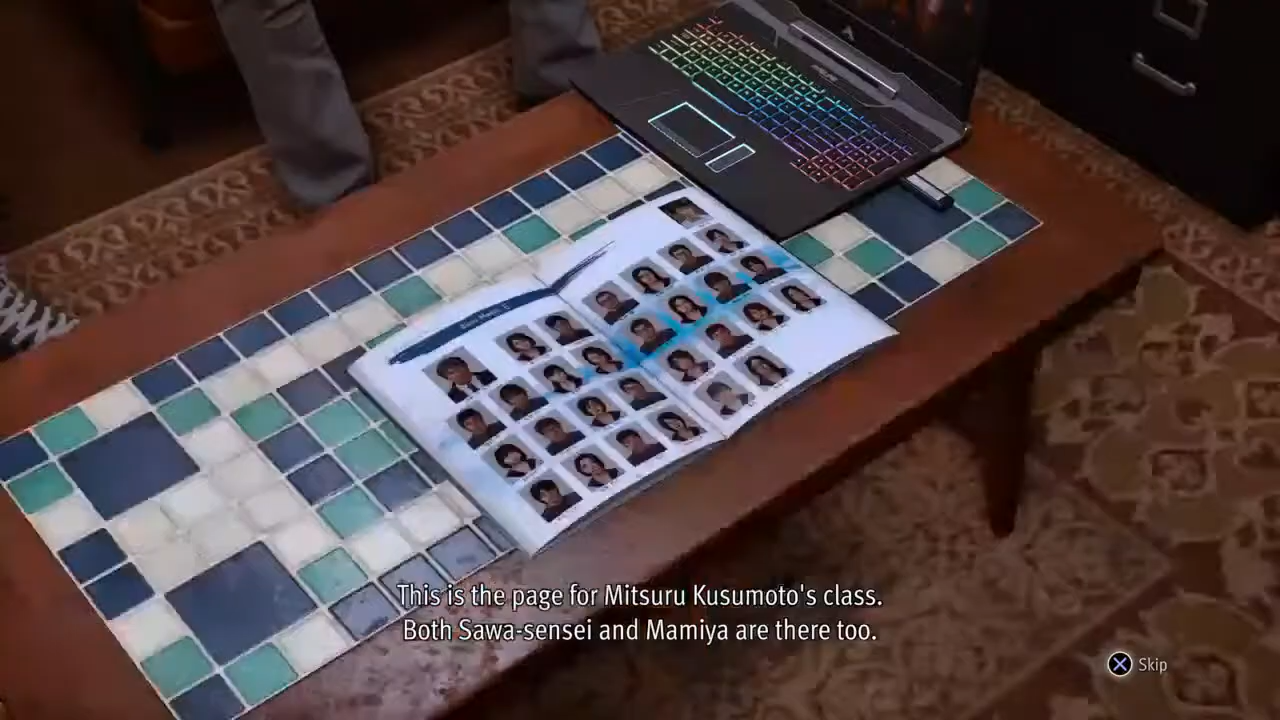 This is the page for Mitsuru Kusumoto's class.
Both Sawa-sensei and Mamiya are there too.
Skip